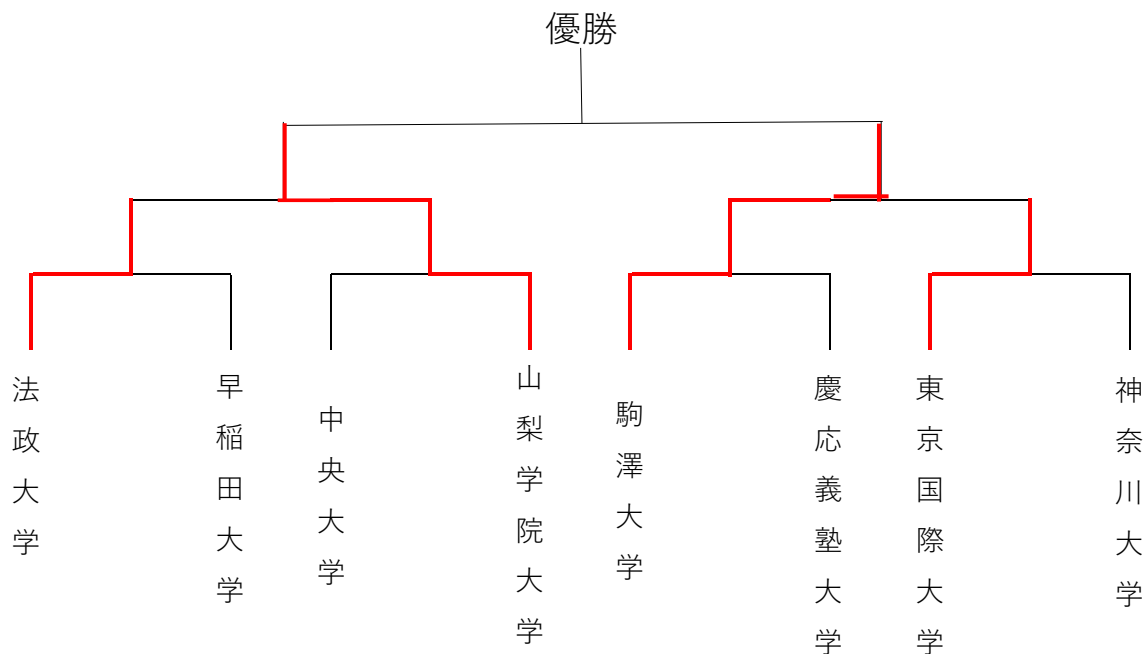 優勝
法政大学
早稲田大学
中央大学
山梨学院大学
駒澤大学
慶応義塾大学
東京国際大学
神奈川大学